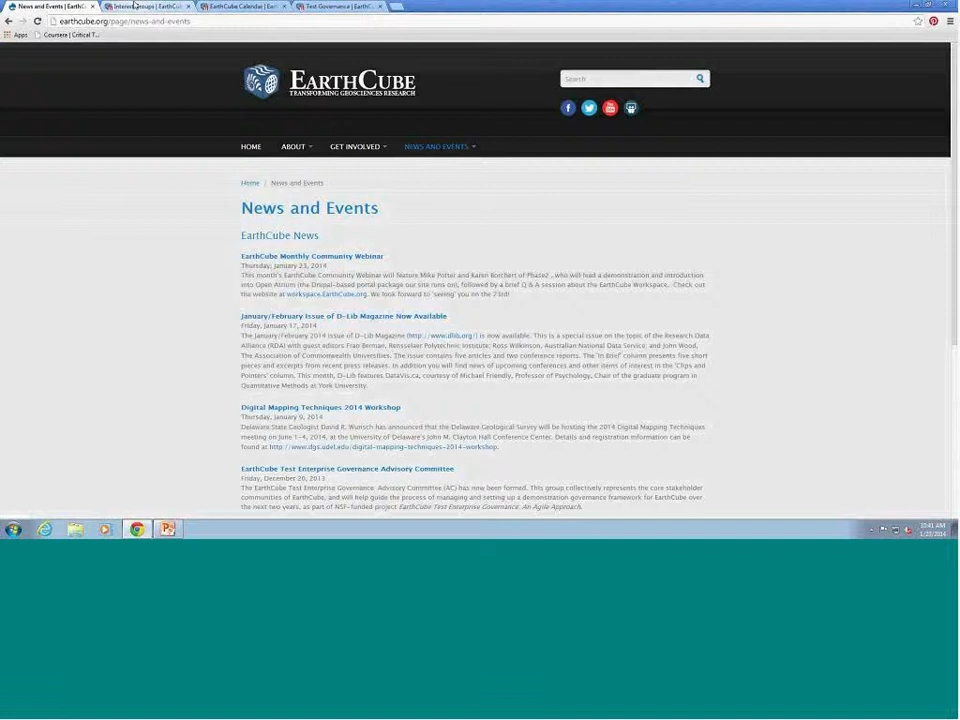 News and Events | EarthC
Interest Groups | EarthCu
EarthCube Calendar | Eart
Test Governance | EarthC
earthcube.org/page/news-and-events
Apps
Coursera | Critical T...
EARTHCUBE
TRANSFORMING GEOSCIENCES RESEARCH
Search
HOME
ABOUT
GET INVOLVED
NEWS AND EVENTS
Home / News and Events
News and Events
EarthCube News
EarthCube Monthly Community Webinar
Thursday, January 23, 2014
This month's EarthCube Community Webinar will feature Mike Potter and Karen Borchert of Phase2 , who will lead a demonstration and introduction
into Open Atrium (the Drupal-based portal package our site runs on), followed by a brief Q & A session about the EarthCube Workspace. Check out
the website at workspace.EarthCube.org. We look forward to 'seeing' you on the 23rd!
January/February Issue of D-Lib Magazine Now Available
Friday, January 17, 2014
The January/February 2014 issue of D-Lib Magazine (http://www.dlib.org/) is now available. This is a special issue on the topic of the Research Data
Alliance (RDA) with guest editors Fran Berman, Rensselaer Polytechnic Institute; Ross Wilkinson, Australian National Data Service; and John Wood,
The Association of Commonwealth Universities. The issue contains five articles and two conference reports. The 'In Brief' column presents five short
pieces and excerpts from recent press releases. In addition you will find news of upcoming conferences and other items of interest in the 'Clips and
Pointers' column. This month, D-Lib features DataVis.ca, courtesy of Michael Friendly, Professor of Psychology, Chair of the graduate program in
Quantitative Methods at York University.
Digital Mapping Techniques 2014 Workshop
Thursday, January 9, 2014
Delaware State Geologist David R. Wunsch has announced that the Delaware Geological Survey will be hosting the 2014 Digital Mapping Techniques
meeting on June 1-4, 2014, at the University of Delaware's John M. Clayton Hall Conference Center. Details and registration information can be
found at http://www.dgs.udel.edu/digital-mapping-techniques-2014-workshop.
EarthCube Test Enterprise Governance Advisory Committee
Friday, December 20, 2013
The EarthCube Test Enterprise Governance Advisory Committee (AC) has now been formed. This group collectively represents the core stakeholder
communities of EarthCube, and will help guide the process of managing and setting up a demonstration governance framework for EarthCube over
the next two years, as part of NSF-funded project EarthCube Test Enterprise Governance: An Agile Approach.
10:41 AM